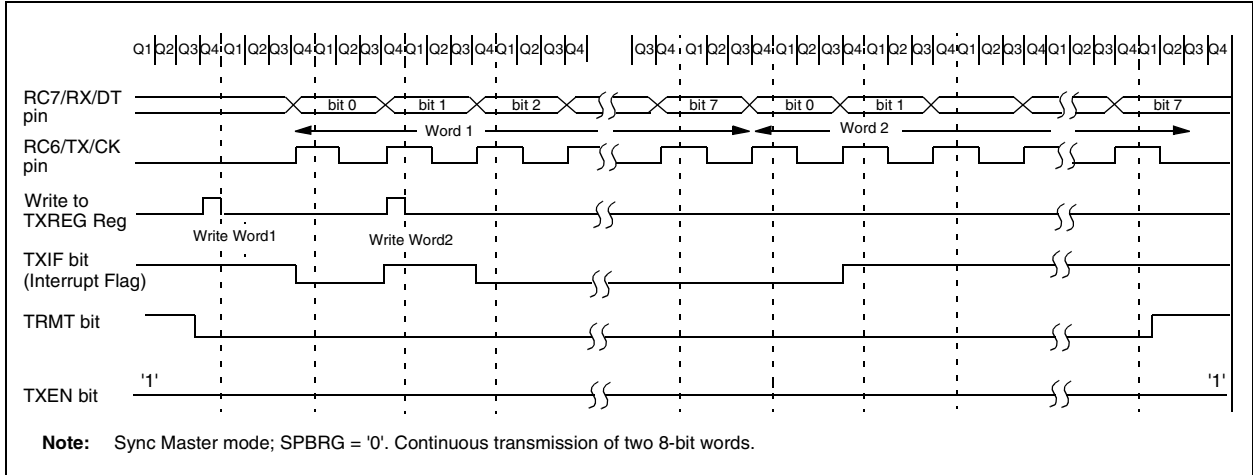 Q1 Q2 Q3 Q4 Q1 Q2 Q3 Q4 Q1 Q2 Q3 Q4 Q1 Q2 Q3 Q4 Q1 Q2 Q3 Q4 Q3 Q4 Q1 Q2 Q3 Q4 Q1 Q2 Q3 Q4 Q1 Q2 Q3 Q4 Q1 Q2 Q3 Q4 Q1 Q2 Q3 Q4 Q1 Q2 Q3 Q4
RC7/RX/DT
pin
bit 0 bit 1 bit 2 bit 7 bit 0 bit 1 bit 7
Word 1 Word 2
RC6/TX/CK
pin
Write to
TXREG Reg
Write Word1 Write Word2
TXIF bit
(Interrupt Flag)
TRMT bit
'1' '1'
TXEN bit
Note: Sync Master mode; SPBRG = '0'. Continuous transmission of two 8-bit words.